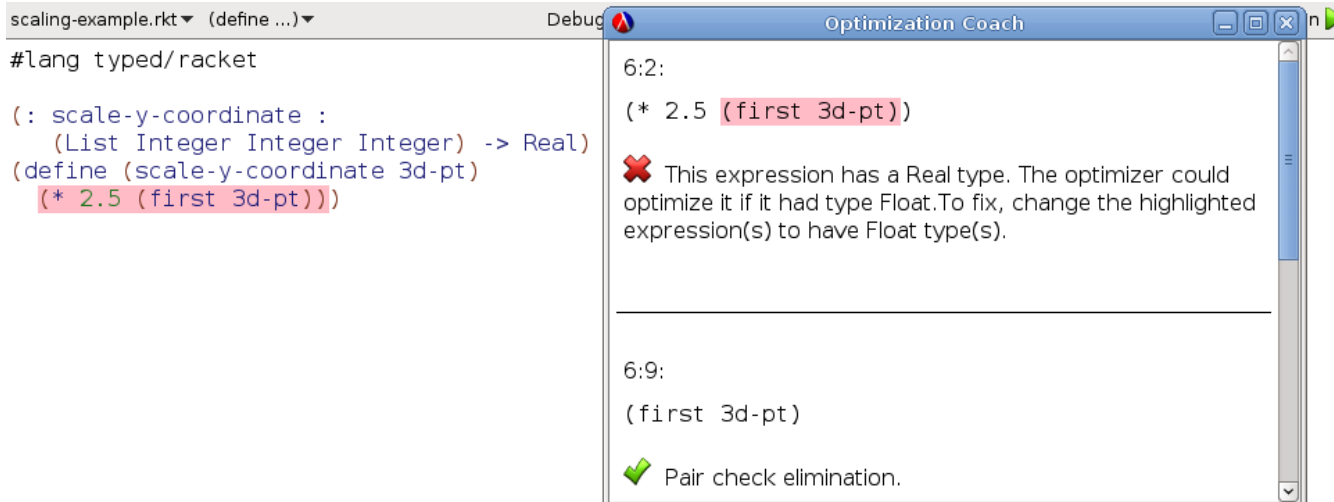 scaling-example.rkt (define ...)
Debug
#lang typed/racket
(: scale-y-coordinate :
(List Integer Integer Integer) -> Real)
(define (scale-y-coordinate 3d-pt)
(* 2.5 (first 3d-pt)))
Optimization Coach
n
6:2:
(* 2.5 (first 3d-pt))
This expression has a Real type. The optimizer could
optimize it if it had type Float.To fix, change the highlighted
expression(s) to have Float type(s).
6:9:
(first 3d-pt)
Pair check elimination.